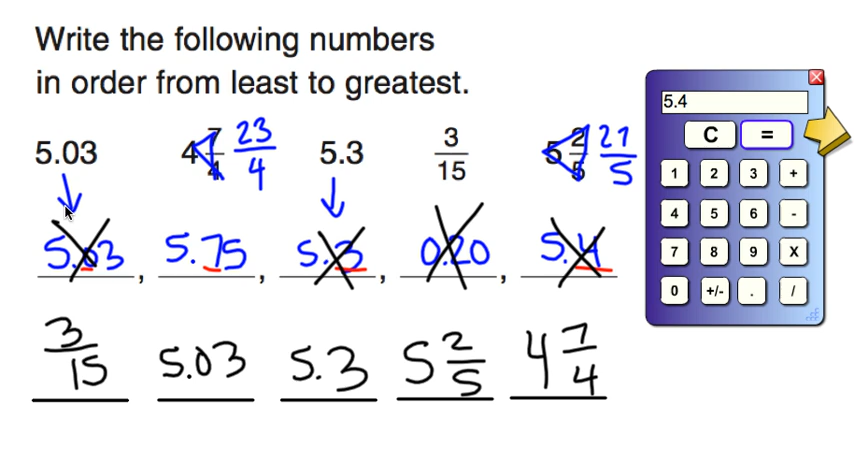 Write the following numbers
in order from least to greatest.
5.03 4 7/4 23/4 5.3 3/15 5 2/5 27/5
5.03, 5.75, 5.3, 0.20, 5.4
3/15 5.03 5.3 5 2/5 4 7/4
5.4
C =
1 2 3 +
4 5 6 -
7 8 9 X
0 +/- . /